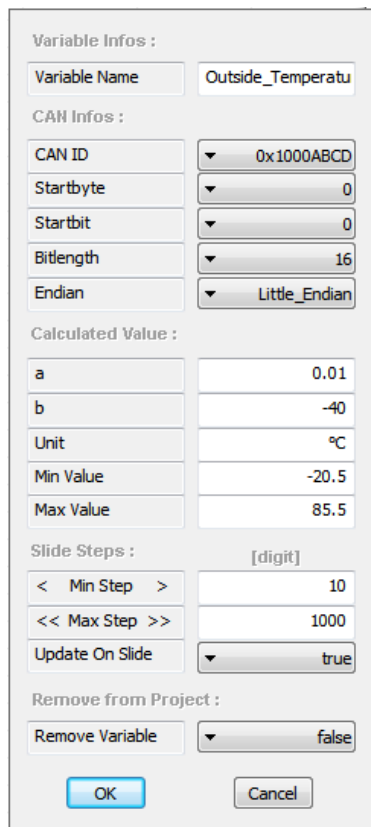 Variable Infos :
Variable Name Outside_Temperatu
CAN Infos :
CAN ID 0x1000ABCD
Startbyte 0
Startbit 0
Bitlength 16
Endian Little_Endian
Calculated Value :
a 0.01
b -40
Unit °C
Min Value -20.5
Max Value 85.5
Slide Steps : [digit]
< Min Step > 10
<< Max Step >> 1000
Update On Slide true
Remove from Project :
Remove Variable false
OK Cancel